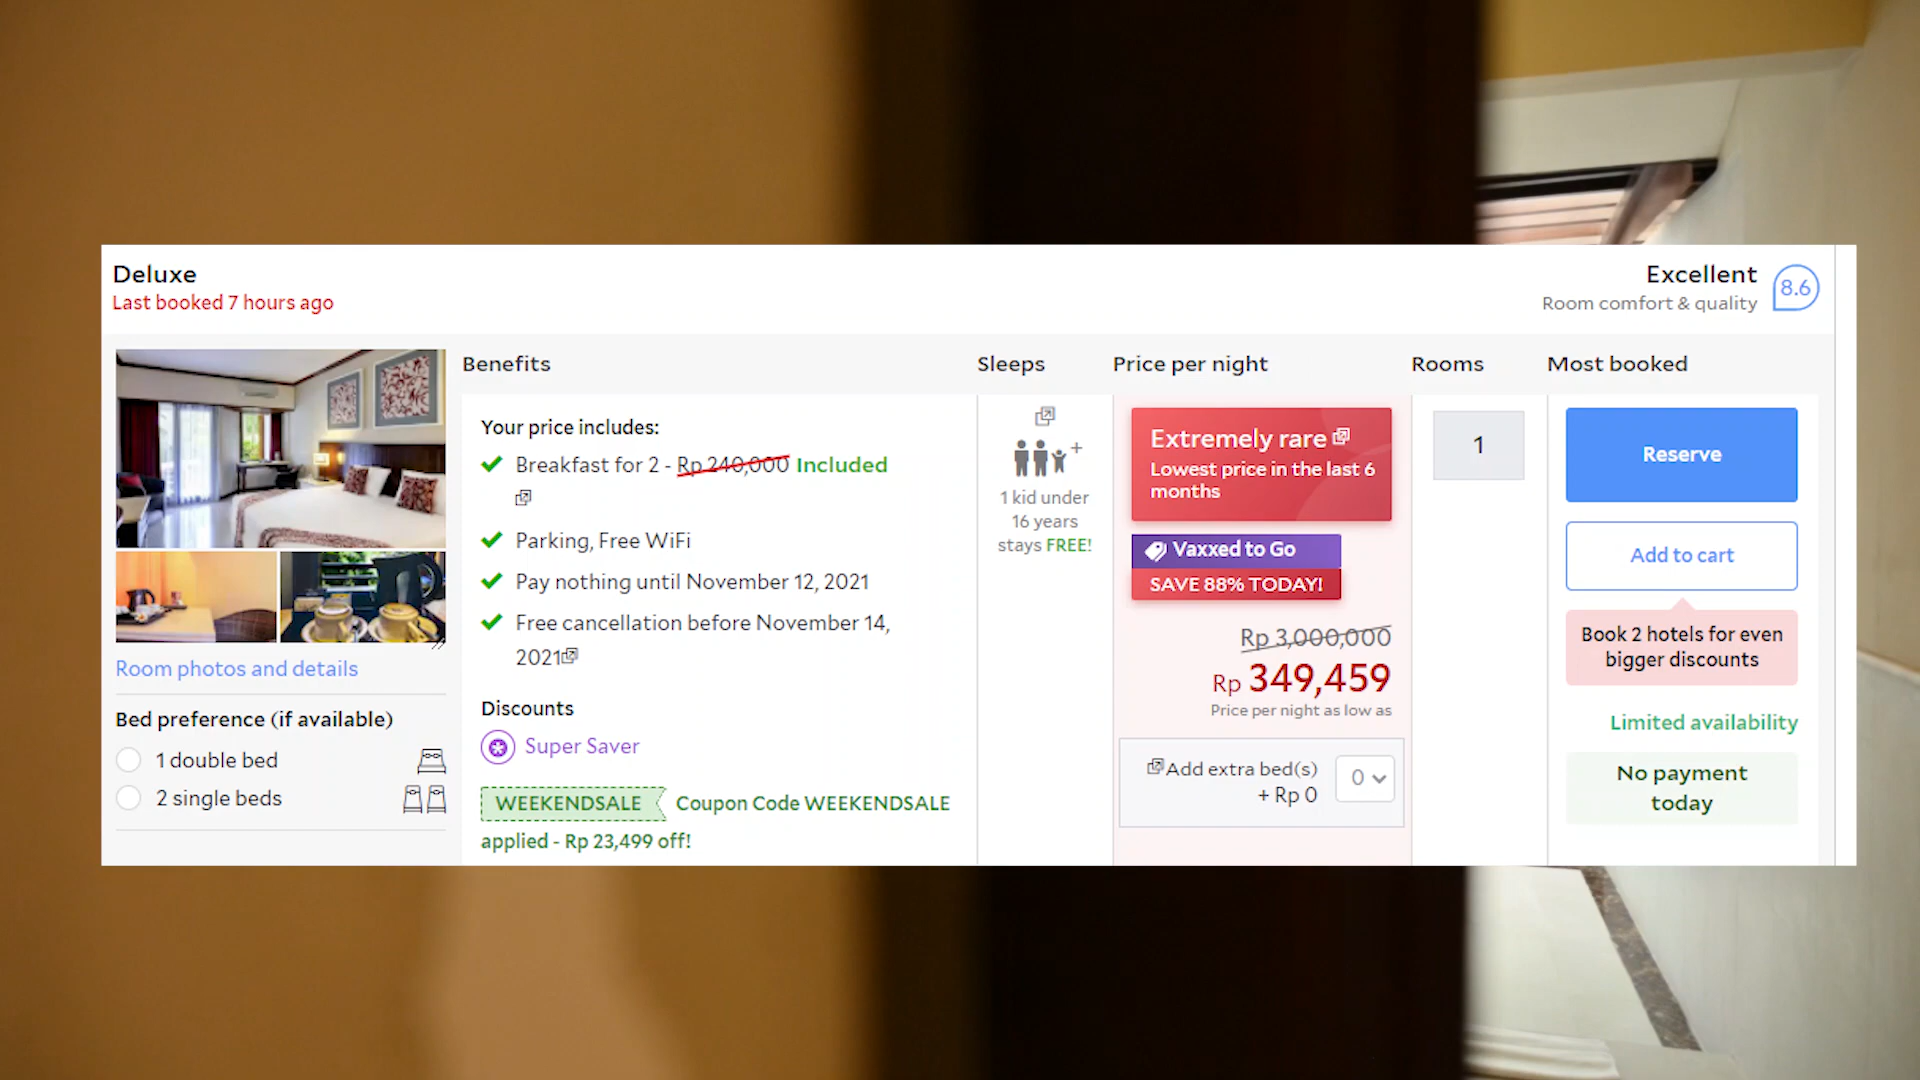 Deluxe
Last booked 7 hours ago
Excellent
Room comfort & quality
8.6
Benefits
Sleeps
Price per night
Rooms
Most booked
Your price includes:
Breakfast for 2 - Rp 240,000 Included
Parking, Free WiFi
Pay nothing until November 12, 2021
Free cancellation before November 14,
2021
Discounts
Super Saver
WEEKENDSALE Coupon Code WEEKENDSALE
applied - Rp 23,499 off!
Room photos and details
Bed preference (if available)
1 double bed
2 single beds
+
1 kid under
16 years
stays FREE!
Extremely rare
Lowest price in the last 6
months
Vaxxed to Go
SAVE 88% TODAY!
Rp 3,000,000
Rp 349,459
Price per night as low as
Add extra bed(s)
+ Rp 0
0
1
Reserve
Add to cart
Book 2 hotels for even
bigger discounts
Limited availability
No payment
today